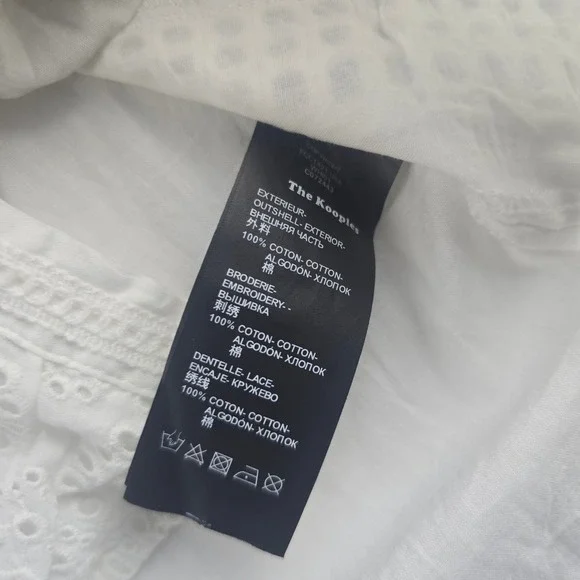 The Kooples
EXTERIEUR-
OUTSHELL- EXTERIOR-
ВНЕШНЯЯ ЧАСТЬ
外料
100% COTON- COTTON-
ALGODÓN- ХЛОПОК
棉
BRODERIE-
EMBROIDERY- -
ВЫШИВКА
刺绣
100% COTON- COTTON-
ALGODÓN- ХЛОПОК
棉
DENTELLE- LACE-
ENCAJE- КРУЖЕВО
绣线
100% COTON- COTTON-
ALGODÓN- ХЛОПОК
棉